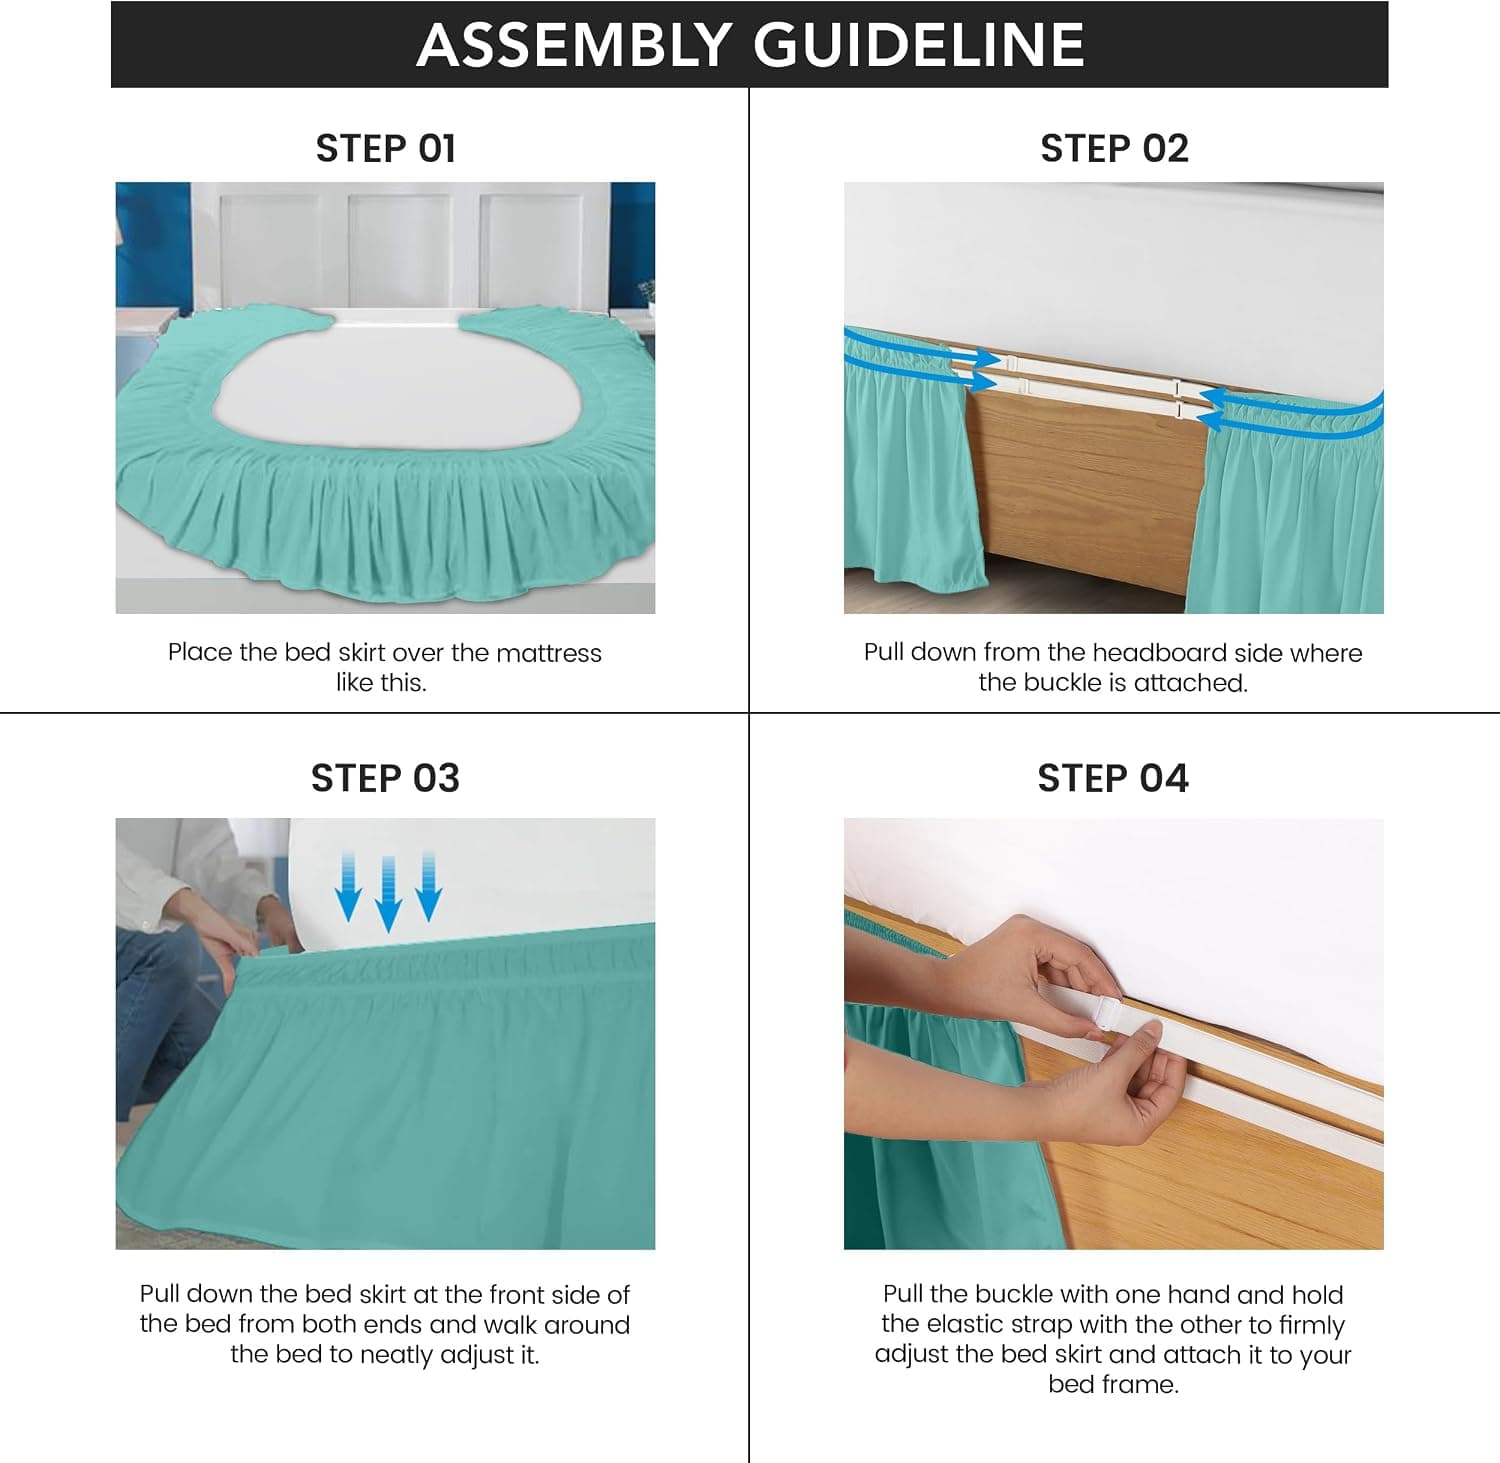 ASSEMBLY GUIDELINE
STEP 01
Place the bed skirt over the mattress
like this.
STEP 02
Pull down from the headboard side where
the buckle is attached.
STEP 03
Pull down the bed skirt at the front side of
the bed from both ends and walk around
the bed to neatly adjust it.
STEP 04
Pull the buckle with one hand and hold
the elastic strap with the other to firmly
adjust the bed skirt and attach it to your
bed frame.